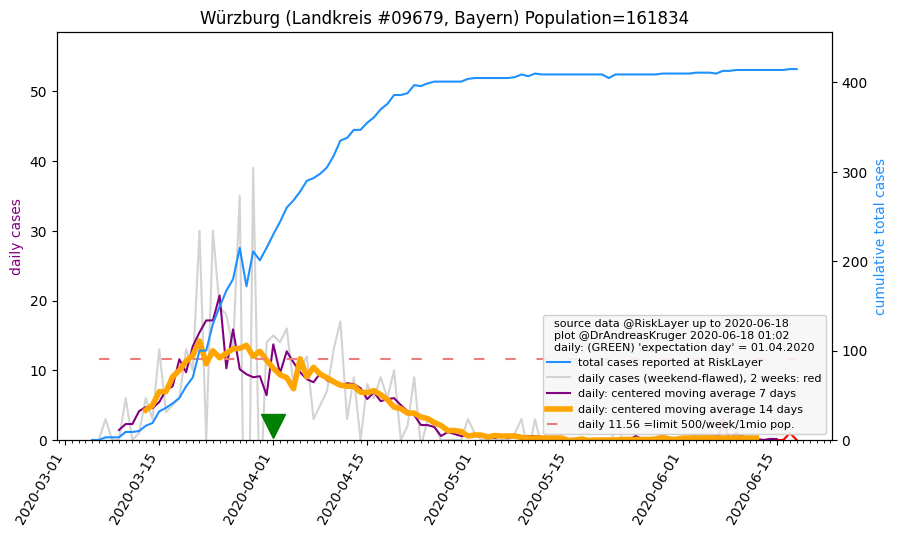 Würzburg (Landkreis #09679, Bayern) Population=161834
daily cases
50
40
30
20
10
0
cumulative total cases
400
300
200
100
0
source data @RiskLayer up to 2020-06-18
plot @DrAndreasKruger 2020-06-18 01:02
daily: (GREEN) 'expectation day' = 01.04.2020
total cases reported at RiskLayer
daily cases (weekend-flawed), 2 weeks: red
daily: centered moving average 7 days
daily: centered moving average 14 days
daily 11.56 =limit 500/week/1mio pop.
2020-03-01
2020-03-15
2020-04-01
2020-04-15
2020-05-01
2020-05-15
2020-06-01
2020-06-15